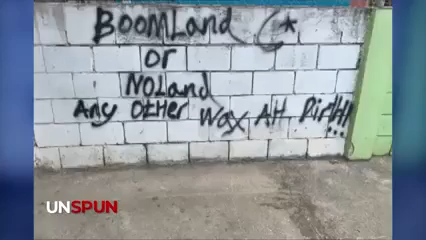 BOOMLand
or
NOLand
Any OtHER Way AH Dirtt!!...
UNSPUN